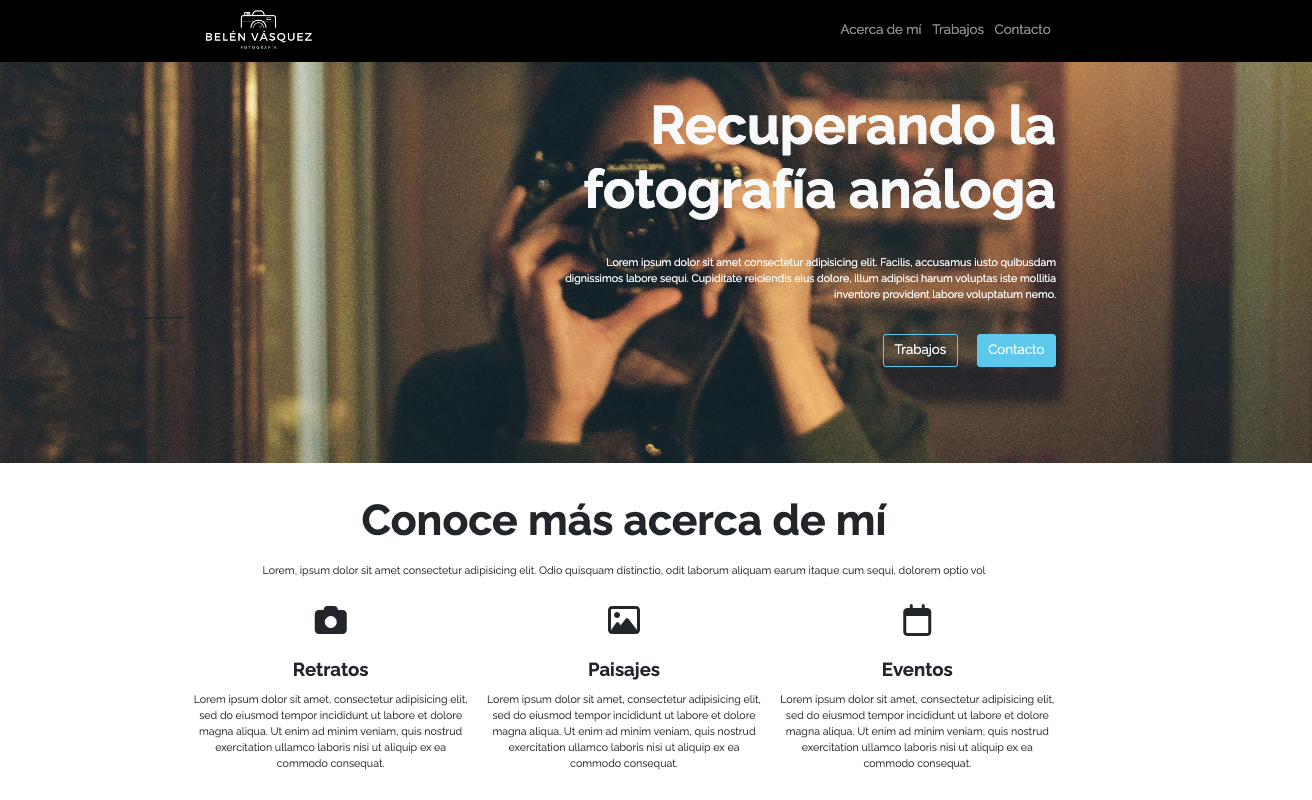 BELÉN VÁSQUEZ
FOTOGRAFÍA
Acerca de mí Trabajos Contacto
Recuperando la
fotografía análoga
Lorem ipsum dolor sit amet consectetur adipisicing elit. Facilis, accusamus iusto quibusdam
dignissimos labore sequi. Cupiditate reiciendis eius dolore, illum adipisci harum voluptas iste mollitia
inventore provident labore voluptatum nemo.
Trabajos Contacto
Conoce más acerca de mí
Lorem, ipsum dolor sit amet consectetur adipisicing elit. Odio quisquam distinctio, odit laborum aliquam earum itaque cum sequi, dolorem optio vol
Retratos
Lorem ipsum dolor sit amet, consectetur adipisicing elit,
sed do eiusmod tempor incididunt ut labore et dolore
magna aliqua. Ut enim ad minim veniam, quis nostrud
exercitation ullamco laboris nisi ut aliquip ex ea
commodo consequat.
Paisajes
Lorem ipsum dolor sit amet, consectetur adipisicing elit,
sed do eiusmod tempor incididunt ut labore et dolore
magna aliqua. Ut enim ad minim veniam, quis nostrud
exercitation ullamco laboris nisi ut aliquip ex ea
commodo consequat.
Eventos
Lorem ipsum dolor sit amet, consectetur adipisicing elit,
sed do eiusmod tempor incididunt ut labore et dolore
magna aliqua. Ut enim ad minim veniam, quis nostrud
exercitation ullamco laboris nisi ut aliquip ex ea
commodo consequat.